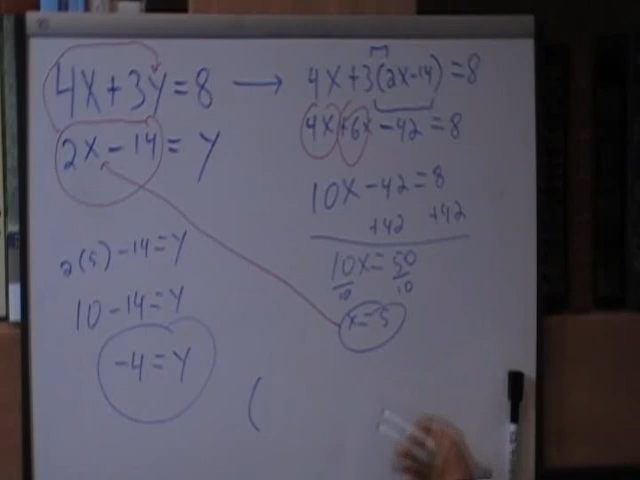 4X+3y=8 → 4X+3(2X-14)=8
2X-14=Y
4X+6X-42=8
10X-42=8
+42 +42
10X=50
10 10
X=5
2(5)-14=Y
10-14=Y
-4=Y
(